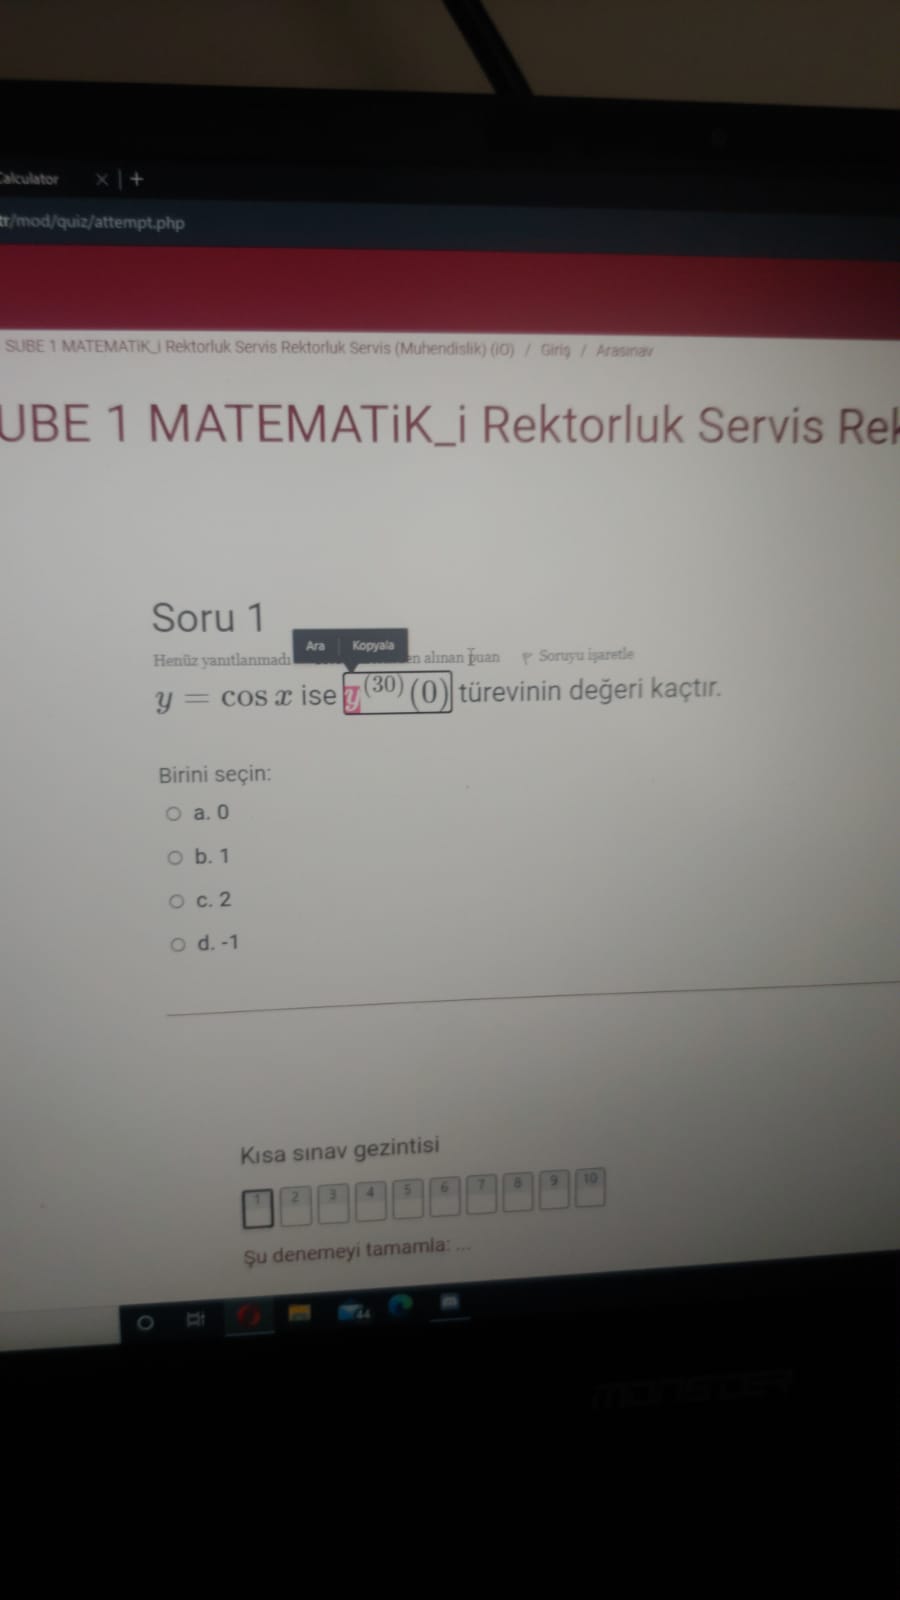 Calculator
tr/mod/quiz/attempt.php
SUBE 1 MATEMATiK_i Rektorluk Servis Rektorluk Servis (Muhendislik) (iÖ) / Giriş / Arasınav
UBE 1 MATEMATiK_i Rektorluk Servis Rek
Soru 1
Ara Kopyala
Henüz yanıtlanmadı en alınan puan Soruyu işaretle
y = cos x ise y^(30)(0) türevinin değeri kaçtır.
Birini seçin:
a. 0
b. 1
c. 2
d. -1
Kısa sınav gezintisi
1 2 3 4 5 6 7 8 9 10
Şu denemeyi tamamla: ...
44
MONSTER